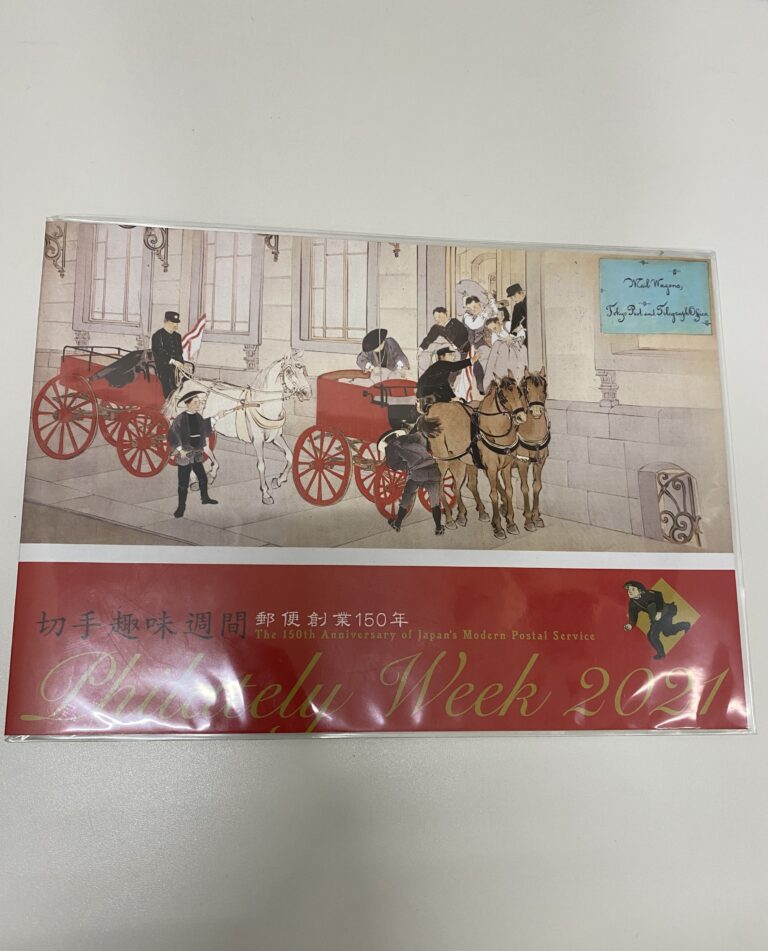 Mail Wagons,
Tokyo Post and Telegraph Office
切手趣味週間
郵便創業150年
The 150th Anniversary of Japan's Modern Postal Service
Philately Week 2021